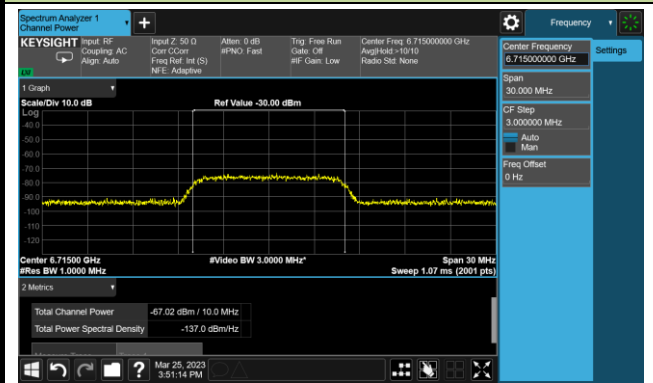 Spectrum Analyzer 1
Channel Power
+
Frequency
KEYSIGHT
Input: RF
Coupling: AC
Align: Auto
Input Z: 50 Ω
Corr CCorr
Freq Ref: Int (S)
NFE: Adaptive
Atten: 0 dB
#PNO: Fast
Trig: Free Run
Gate: Off
#IF Gain: Low
Center Freq: 6.715000000 GHz
Avg|Hold:>10/10
Radio Std: None
Center Frequency
6.715000000 GHz
Settings
Span
30.000 MHz
CF Step
3.000000 MHz
Auto
Man
Freq Offset
0 Hz
1 Graph
Scale/Div 10.0 dB
Ref Value -30.00 dBm
Log
-40.0
-50.0
-60.0
-70.0
-80.0
-90.0
-100
-110
-120
Center 6.71500 GHz
#Video BW 3.0000 MHz*
Span 30 MHz
#Res BW 1.0000 MHz
Sweep 1.07 ms (2001 pts)
2 Metrics
Total Channel Power
-67.02 dBm / 10.0 MHz
Total Power Spectral Density
-137.0 dBm/Hz
?
Mar 25, 2023
3:51:14 PM